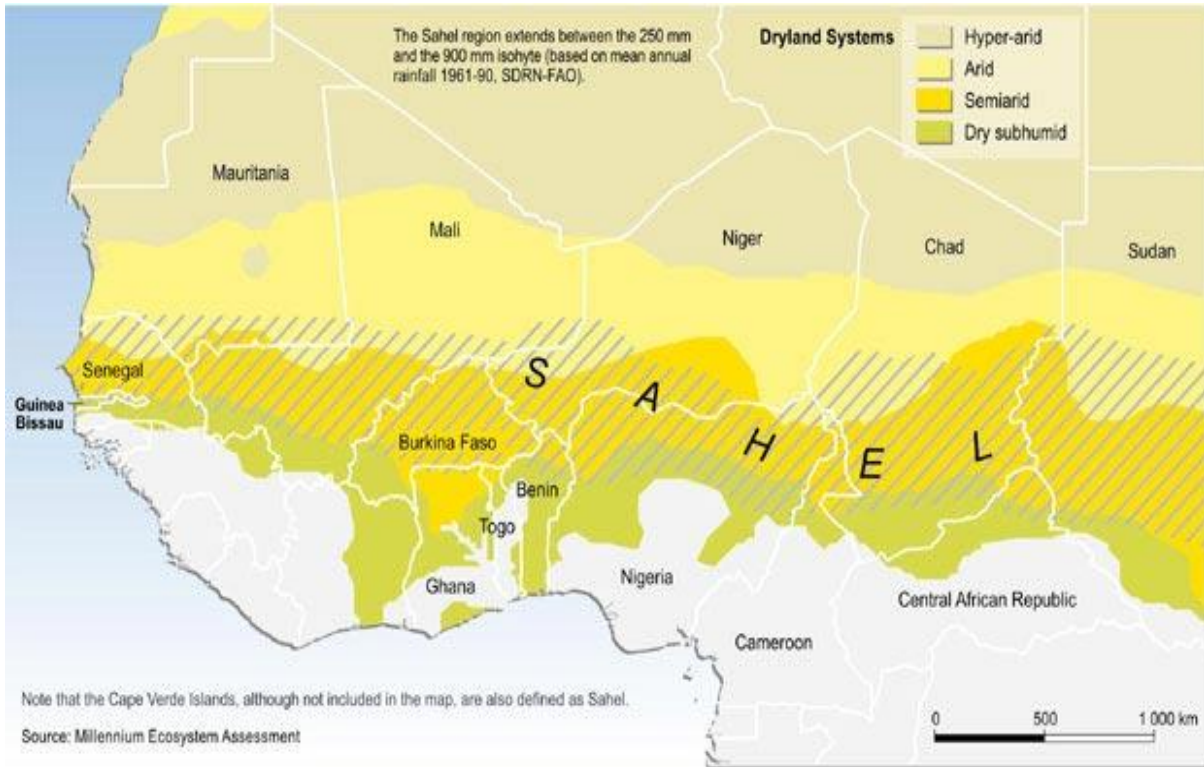 The Sahel region extends between the 250 mm
and the 900 mm isohyte (based on mean annual
rainfall 1961-90, SDRN-FAO).
Dryland Systems
Hyper-arid
Arid
Semiarid
Dry subhumid
Mauritania
Mali
Niger
Chad
Sudan
Senegal
Guinea
Bissau
SAHEL
Burkina Faso
Benin
Togo
Ghana
Nigeria
Cameroon
Central African Republic
Note that the Cape Verde Islands, although not included in the map, are also defined as Sahel.
Source: Millennium Ecosystem Assessment
0 500 1 000 km